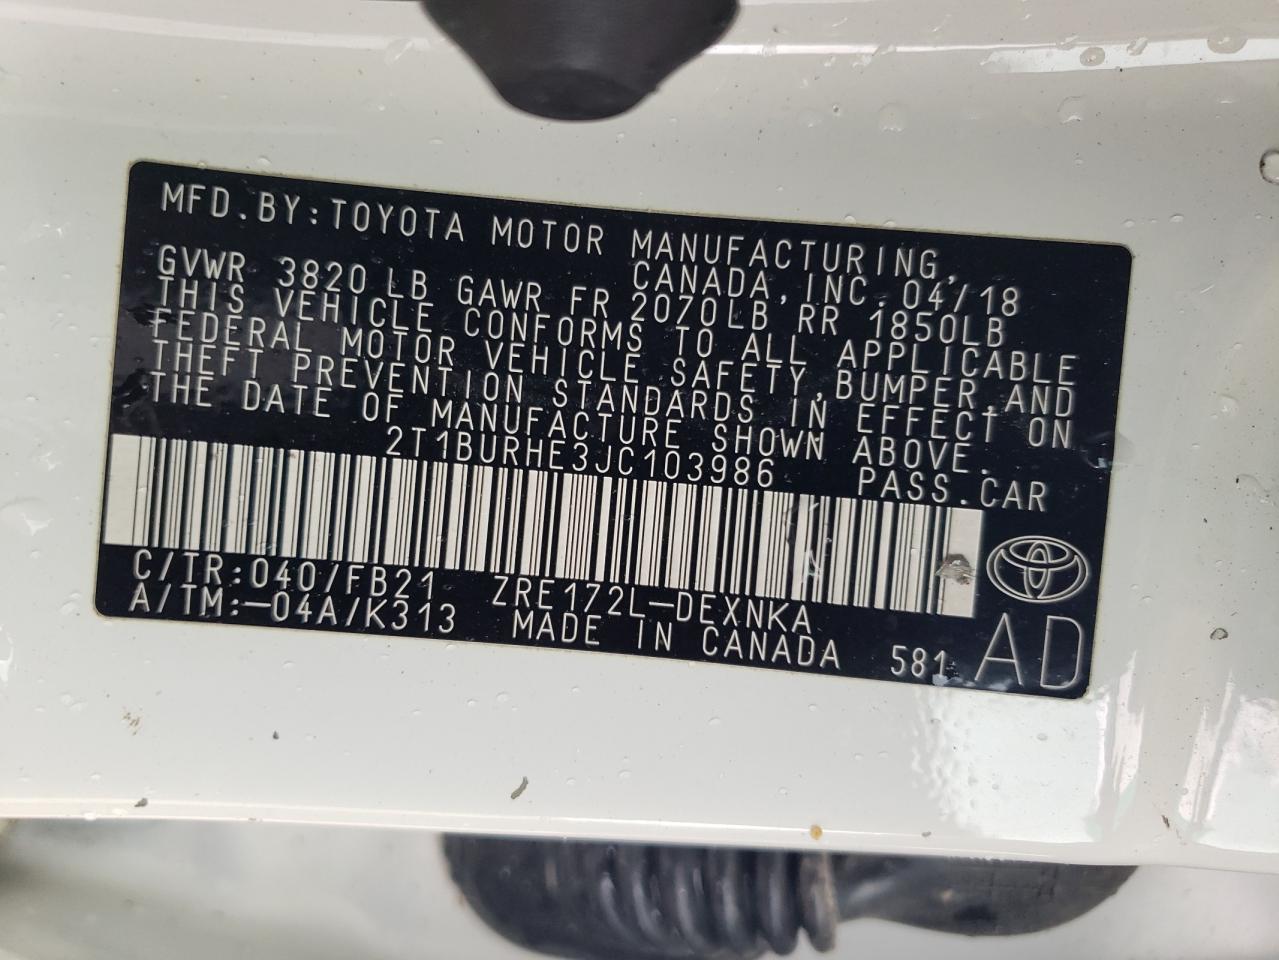 MFD.BY:TOYOTA MOTOR MANUFACTURING,
CANADA,INC.04/18
GVWR 3820 LB GAWR FR 2070LB RR 1850LB
THIS VEHICLE CONFORMS TO ALL APPLICABLE
FEDERAL MOTOR VEHICLE SAFETY,BUMPER,AND
THEFT PREVENTION STANDARDS IN EFFECT ON
THE DATE OF MANUFACTURE SHOWN ABOVE.
2T1BURHE3JC103986 PASS.CAR
C/TR:040/FB21 ZRE172L-DEXNKA
A/TM:-04A/K313 MADE IN CANADA 581 AD